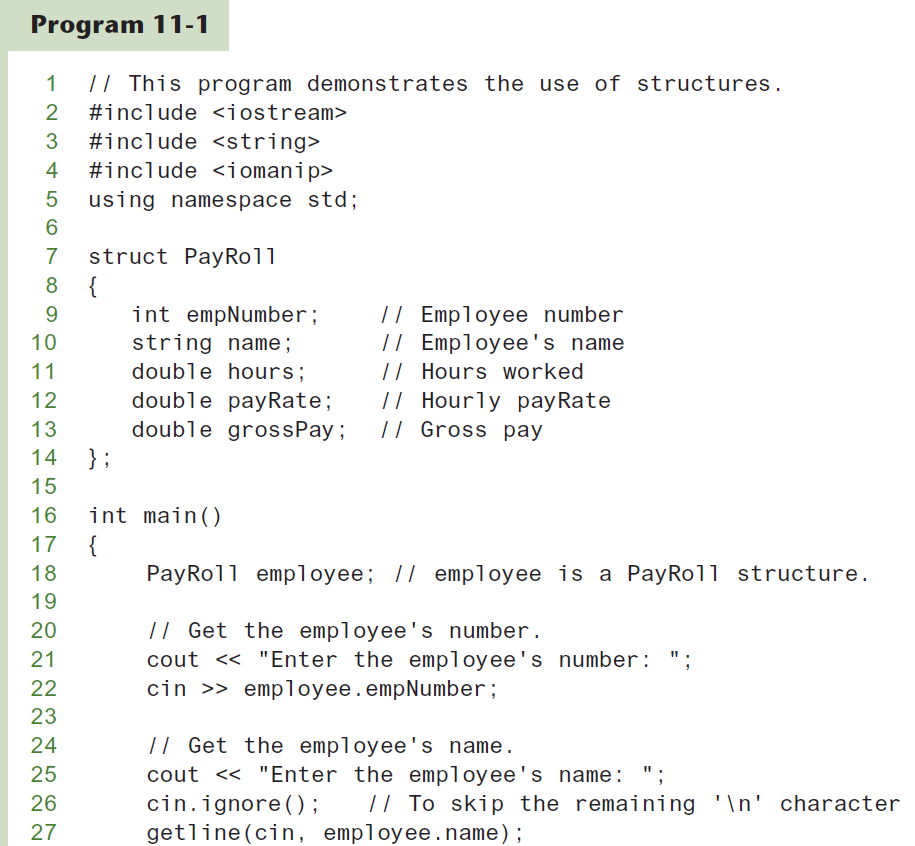 Program 11-1
1 // This program demonstrates the use of structures.
2 #include <iostream>
3 #include <string>
4 #include <iomanip>
5 using namespace std;
6
7 struct PayRoll
8 {
9 int empNumber; // Employee number
10 string name; // Employee's name
11 double hours; // Hours worked
12 double payRate; // Hourly payRate
13 double grossPay; // Gross pay
14 };
15
16 int main()
17 {
18 PayRoll employee; // employee is a PayRoll structure.
19
20 // Get the employee's number.
21 cout << "Enter the employee's number: ";
22 cin >> employee.empNumber;
23
24 // Get the employee's name.
25 cout << "Enter the employee's name: ";
26 cin.ignore(); // To skip the remaining '\n' character
27 getline(cin, employee.name);